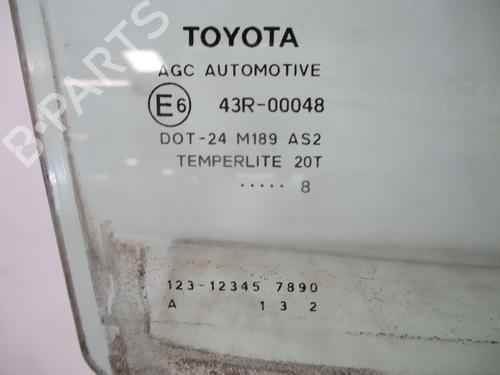 TOYOTA
AGC AUTOMOTIVE
E6 43R-00048
DOT-24 M189 AS2
TEMPERLITE 20T
..... 8
123-12345 7890
A 1 3 2
B-PARTS